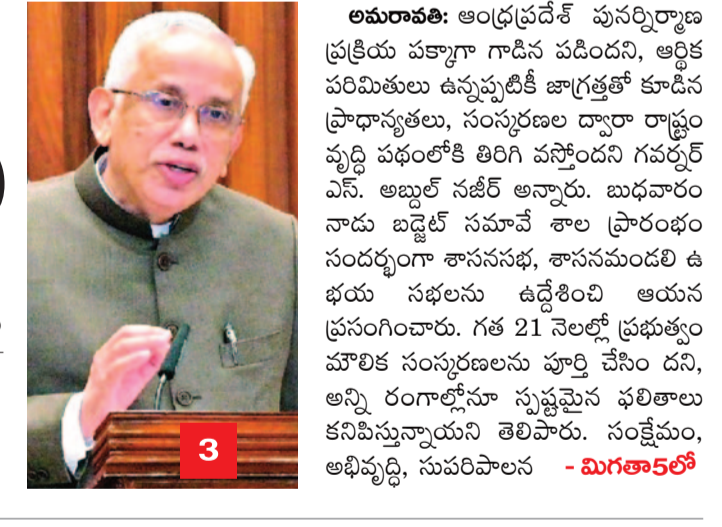 అమరావతి: ఆంధ్రప్రదేశ్ పునర్నిర్మాణ
ప్రక్రియ పక్కాగా గాడిన పడిందని, ఆర్థిక
పరిమితులు ఉన్నప్పటికీ జాగ్రత్తతో కూడిన
ప్రాధాన్యతలు, సంస్కరణల ద్వారా రాష్ట్రం
వృద్ధి పథంలోకి తిరిగి వస్తోందని గవర్నర్
ఎస్. అబ్దుల్ నజీర్ అన్నారు. బుధవారం
నాడు బడ్జెట్ సమావే శాల ప్రారంభం
సందర్భంగా శాసనసభ, శాసనమండలి ఉ
భయ సభలను ఉద్దేశించి ఆయన
ప్రసంగించారు. గత 21 నెలల్లో ప్రభుత్వం
మౌలిక సంస్కరణలను పూర్తి చేసిం దని,
అన్ని రంగాల్లోనూ స్పష్టమైన ఫలితాలు
కనిపిస్తున్నాయని తెలిపారు. సంక్షేమం,
అభివృద్ధి, సుపరిపాలన - మిగతా5లో
3